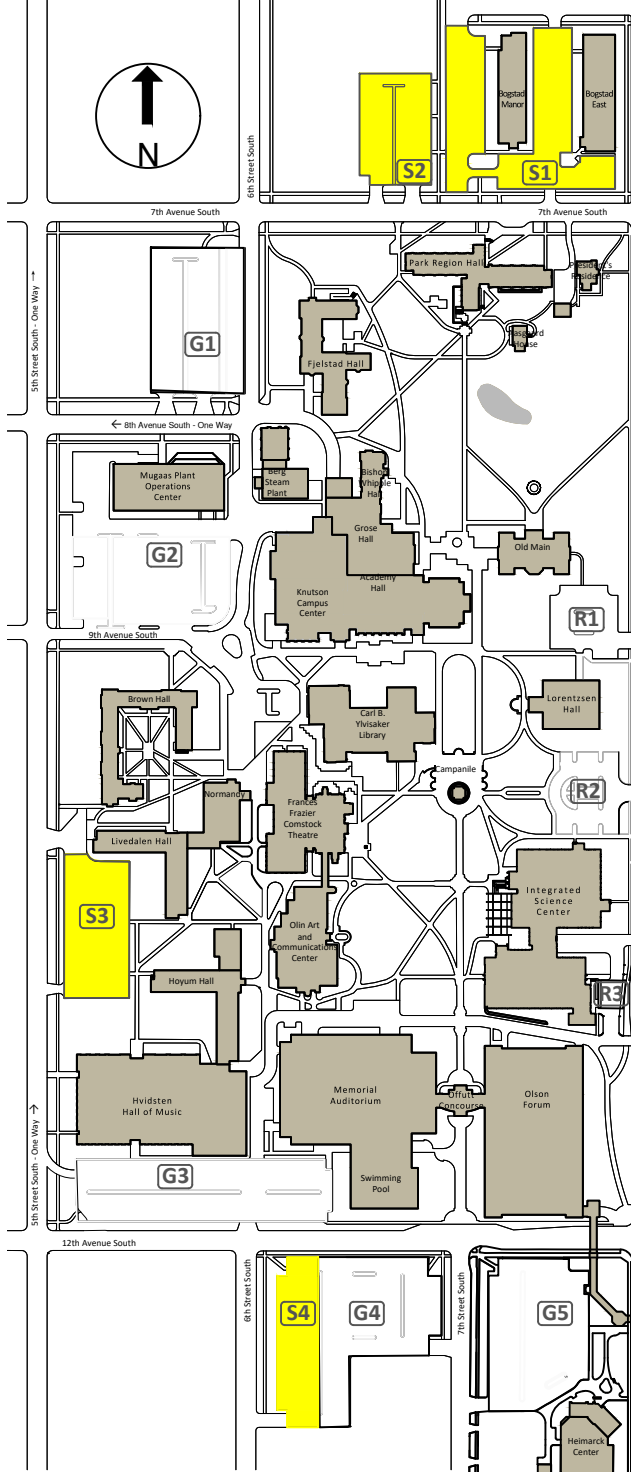 Bogstad
Manor
Bogstad
East
S2
S1
N
6th Street South
7th Avenue South
7th Avenue South
5th Street South - One Way →
Park Region Hall
President's
Residence
Aasgaard
House
G1
Fjelstad Hall
← 8th Avenue South - One Way
Mugaas Plant
Operations
Center
Berg
Steam
Plant
Bishop
Whipple
Hall
Grose
Hall
G2
Old Main
Academy
Hall
Knutson
Campus
Center
R1
9th Avenue South
Brown Hall
Carl B.
Ylvisaker
Library
Lorentzsen
Hall
Campanile
Normandy
R2
Frances
Frazier
Comstock
Theatre
Livedalen Hall
Integrated
Science
Center
S3
Olin Art
and
Communications
Center
Hoyum Hall
R3
Memorial
Auditorium
Offutt
Concourse
Olson
Forum
Hvidsten
Hall of Music
5th Street South - One Way →
G3
Swimming
Pool
12th Avenue South
6th Street South
S4
G4
7th Street South
G5
Heimarck
Center